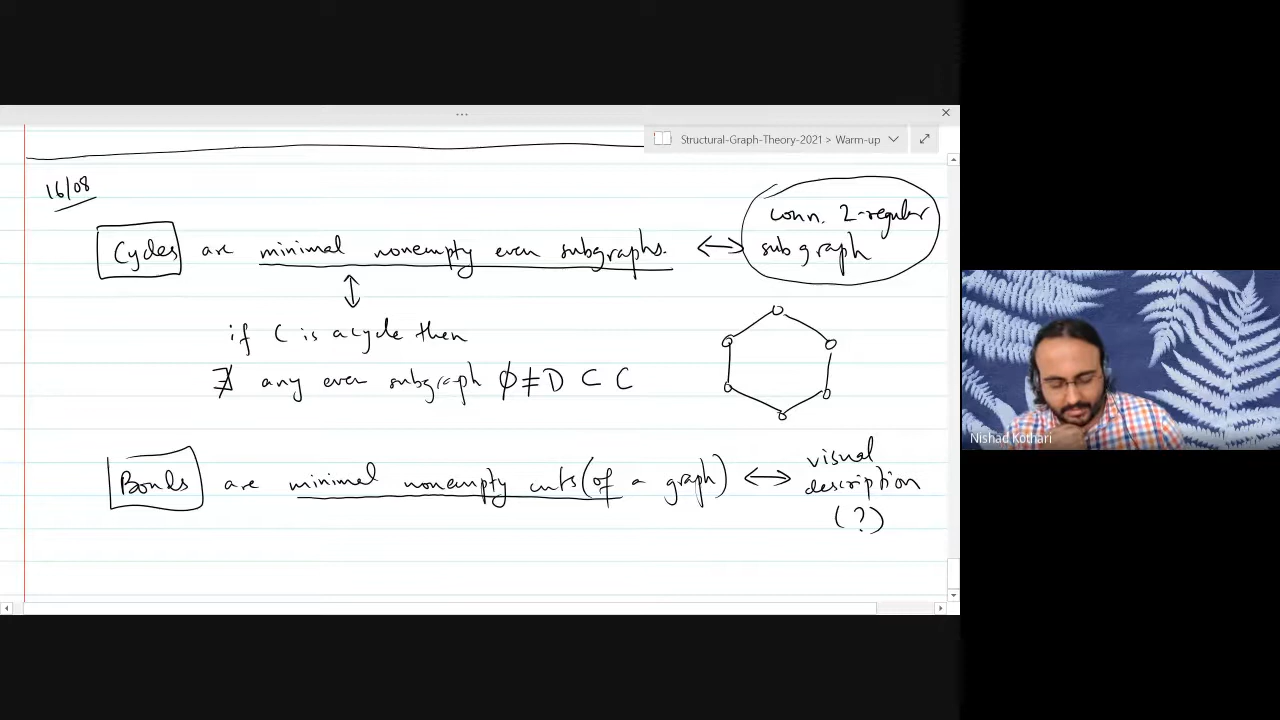 Structural-Graph-Theory-2021 > Warm-up
16/08
Cycles are minimal nonempty even subgraphs. ↔ conn. 2-regular
subgraph
↕
if C is a cycle then
∄ any even subgraph ∅ ≠ D ⊂ C
Bonds are minimal nonempty cuts (of a graph) ↔ visual
description
(?)
Nishad Kothari